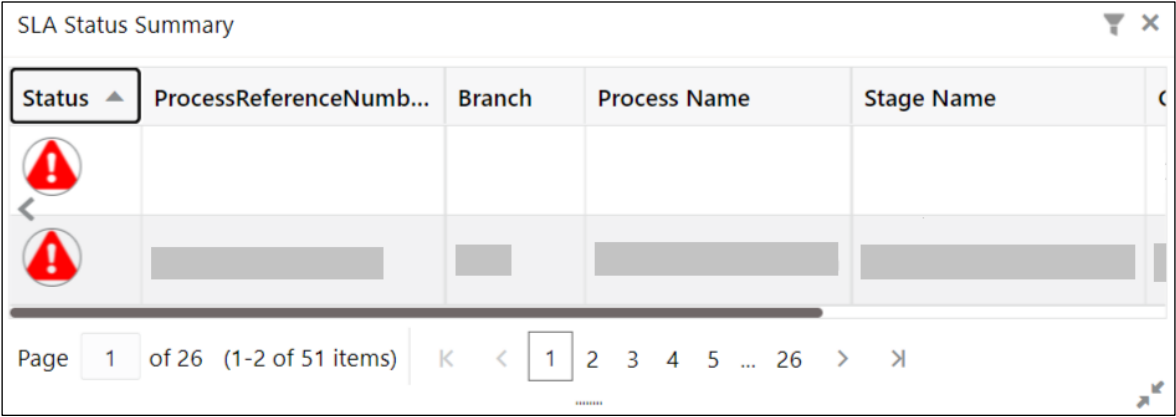 SLA Status Summary
Status ProcessReferenceNumb... Branch Process Name Stage Name
Page 1 of 26 (1-2 of 51 items) 1 2 3 4 5 ... 26